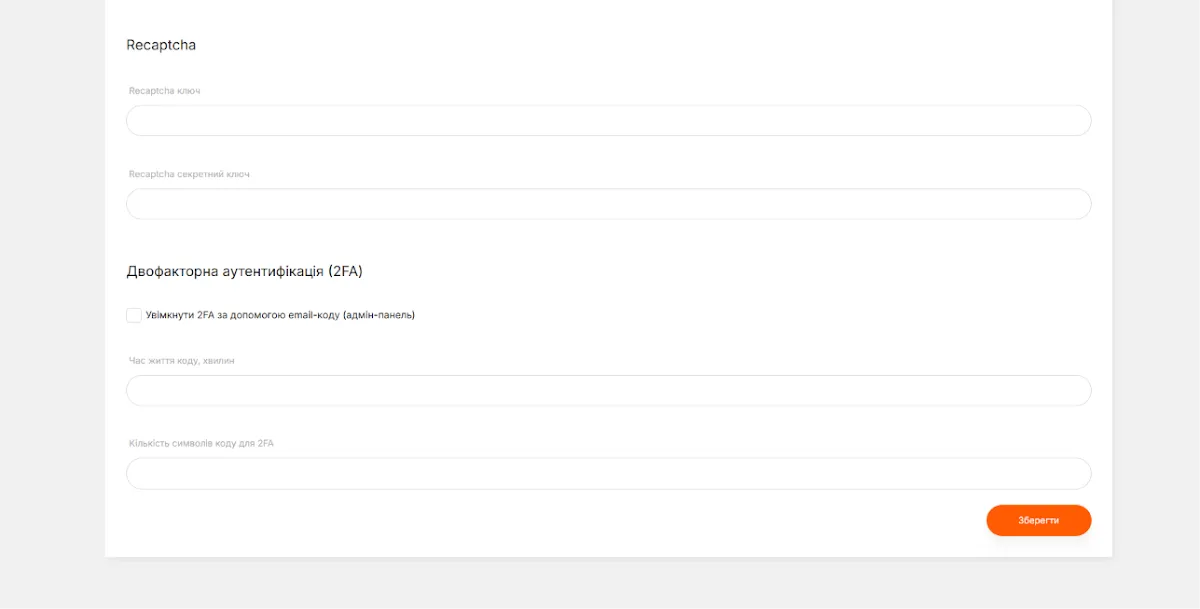 Recaptcha
Recaptcha ключ
Recaptcha секретний ключ
Двофакторна аутентифікація (2FA)
Увімкнути 2FA за допомогою email-коду (адмін-панель)
Час життя коду, хвилин
Кількість символів коду для 2FA
Зберегти